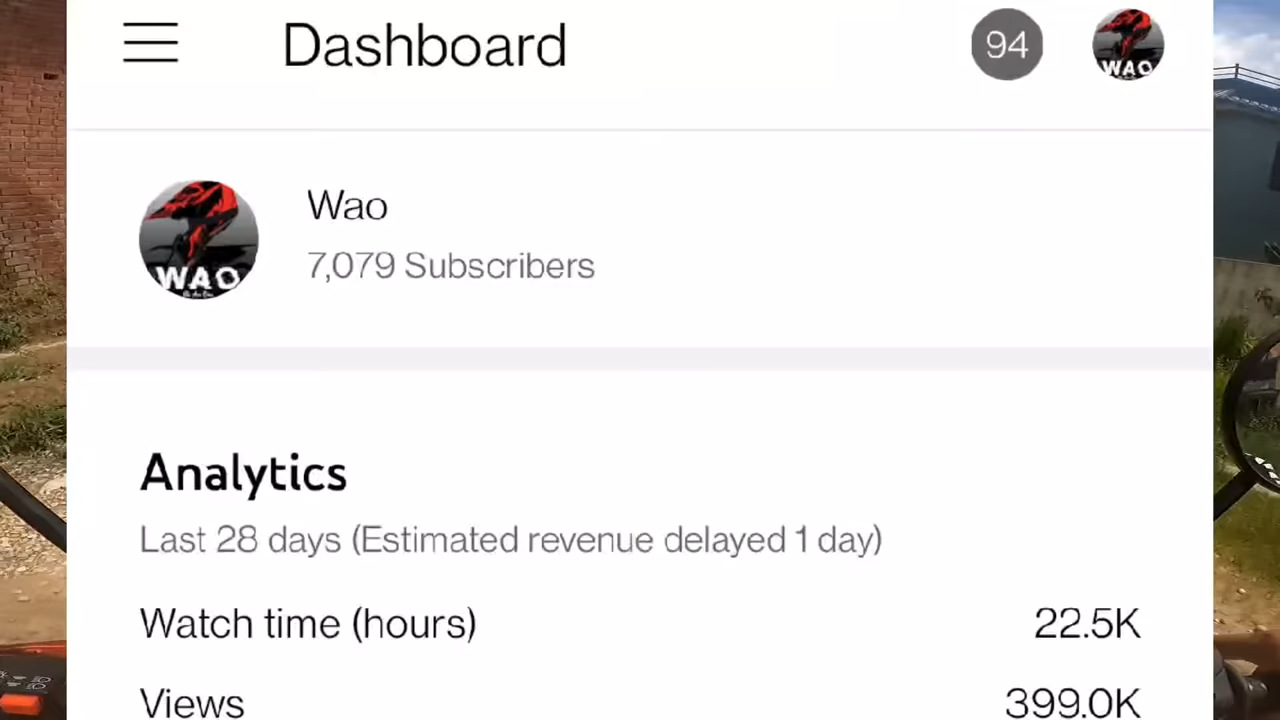 Dashboard
94
WAO
WAO
Wao
7,079 Subscribers
Analytics
Last 28 days (Estimated revenue delayed 1 day)
Watch time (hours) 22.5K
Views 399.0K